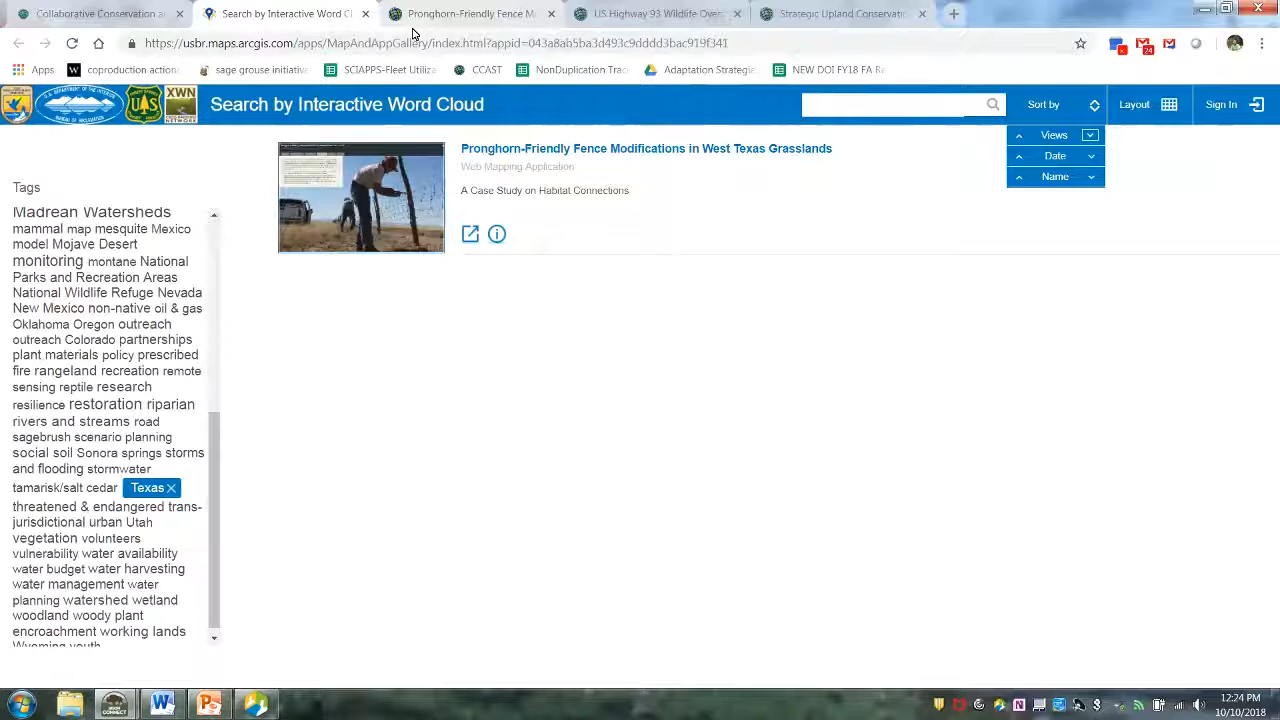 Collaborative Conservation a
Search by Interactive Word Cl
Pronghorn-Friendly Fence M
US Highway 93 Wildlife Over
Strategic Upland Conservati
https://usbr.maps.arcgis.com/apps/MapAndAppGallery/index.html?appid=043a8ab5ba3d493c9dddd3bac919f341
Apps
coproduction action
sage grouse initiative
SCIAPPS-Fleet Utiliza
CCAST
NonDuplication Trac
Adaptation Strategie
NEW DOI FY18 FA Re
XWN
Search by Interactive Word Cloud
Sort by
Layout
Sign In
Views
Date
Name
Pronghorn-Friendly Fence Modifications in West Texas Grasslands
Web Mapping Application
A Case Study on Habitat Connections
Tags
Madrean Watersheds
mammal map mesquite Mexico
model Mojave Desert
monitoring montane National
Parks and Recreation Areas
National Wildlife Refuge Nevada
New Mexico non-native oil & gas
Oklahoma Oregon outreach
outreach Colorado partnerships
plant materials policy prescribed
fire rangeland recreation remote
sensing reptile research
resilience restoration riparian
rivers and streams road
sagebrush scenario planning
social soil Sonora springs storms
and flooding stormwater
tamarisk/salt cedar Texas
threatened & endangered trans-
jurisdictional urban Utah
vegetation volunteers
vulnerability water availability
water budget water harvesting
water management water
planning watershed wetland
woodland woody plant
encroachment working lands
Wyoming youth
12:24 PM
10/10/2018